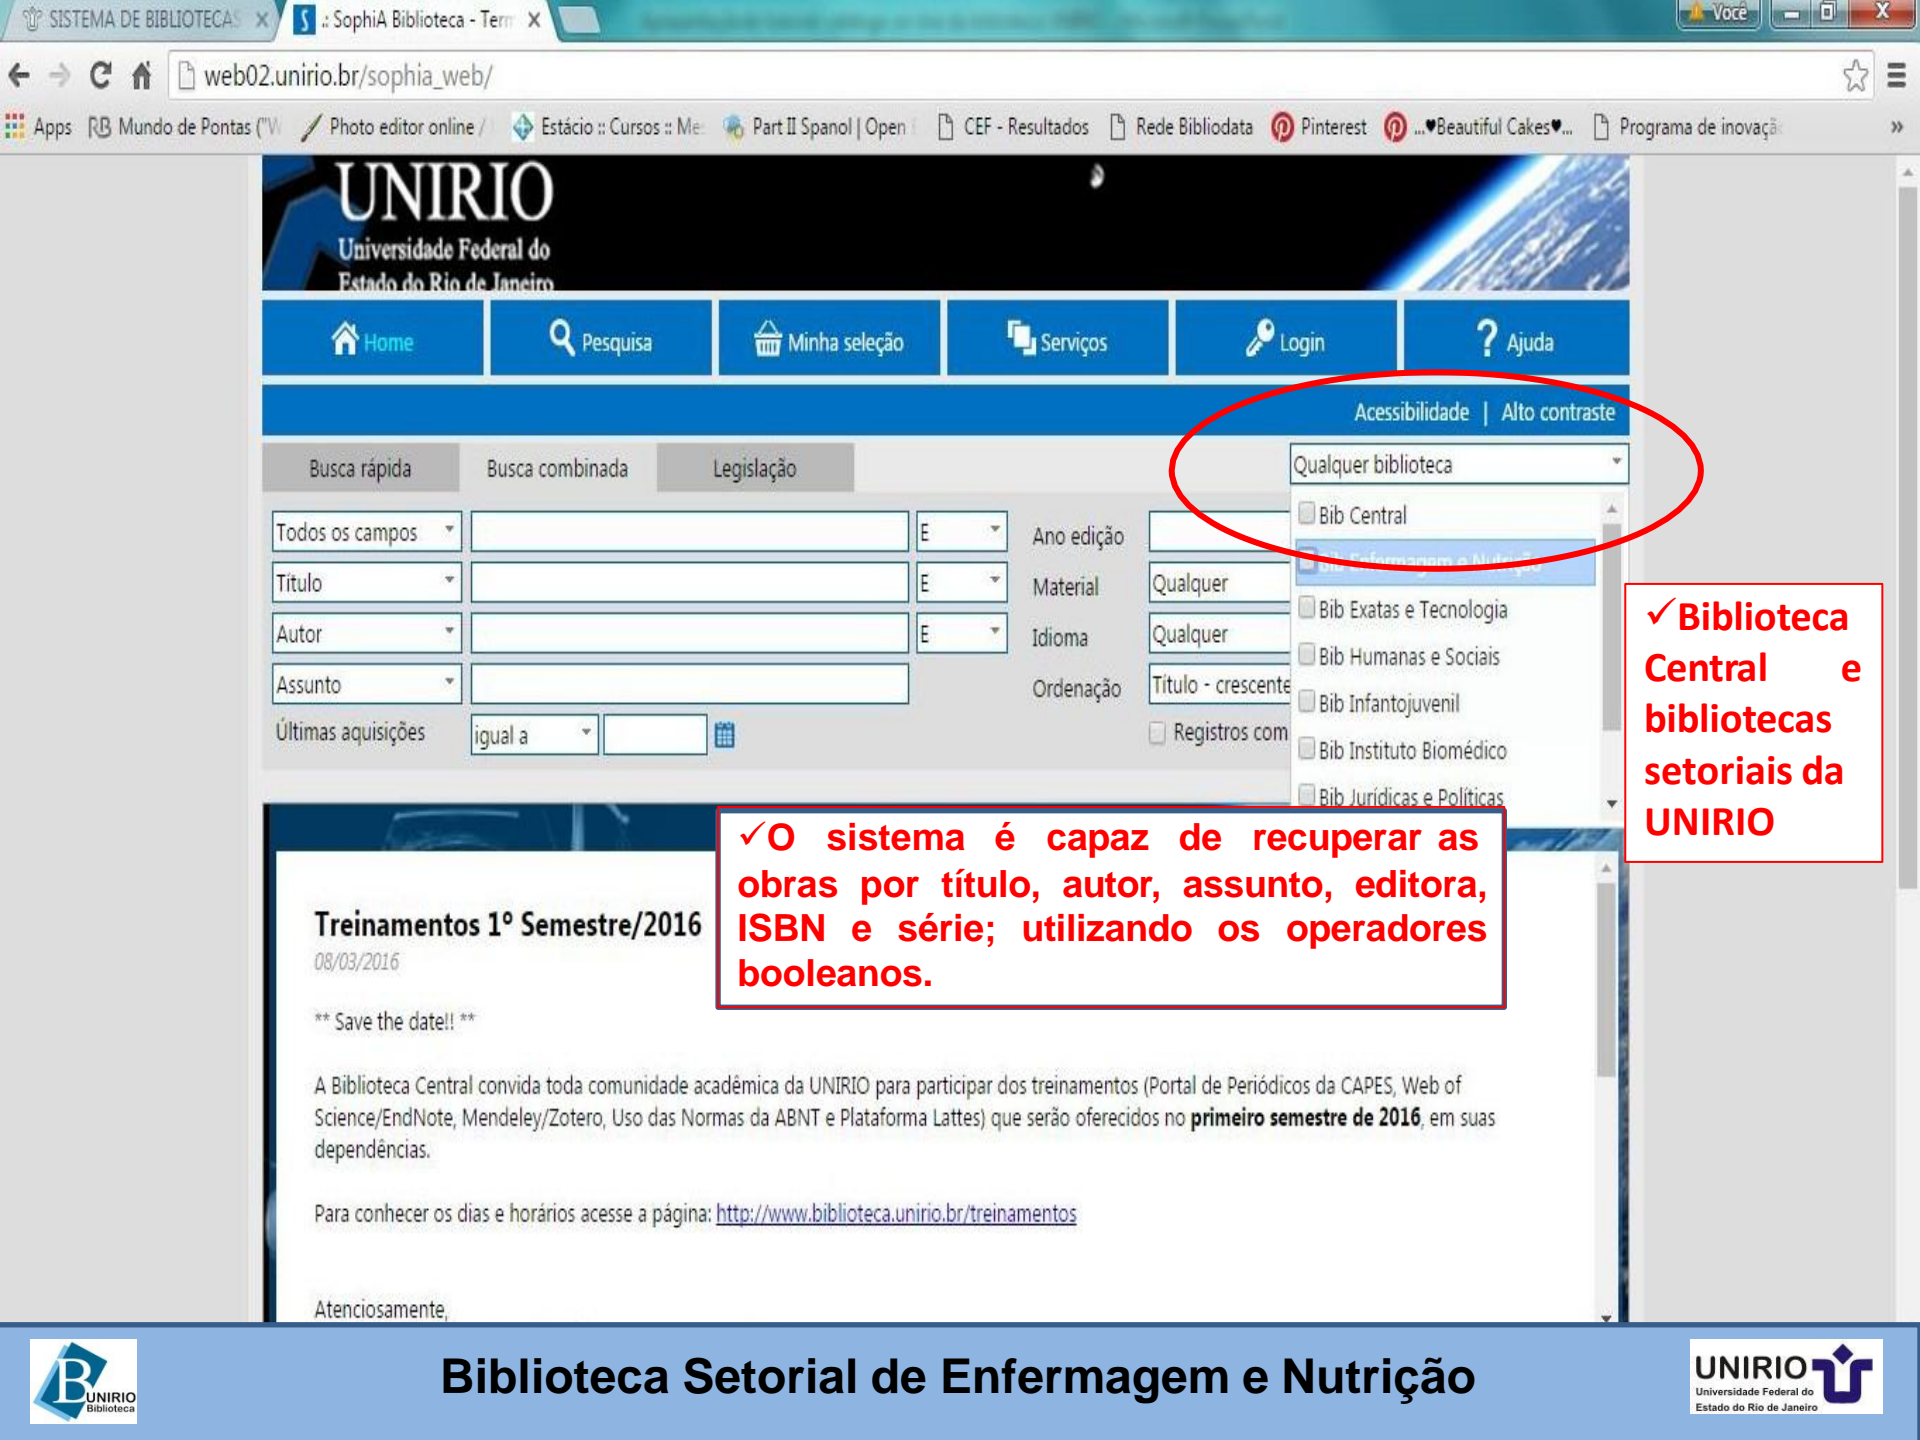 SISTEMA DE BIBLIOTECAS
.: SophiA Biblioteca - Term
Você
web02.unirio.br/sophia_web/
Apps
RB Mundo de Pontas ("W
Photo editor online /
Estácio :: Cursos :: Me
Part II Spanol | Open
CEF - Resultados
Rede Bibliodata
Pinterest
...♥Beautiful Cakes♥...
Programa de inovaçã
»
UNIRIO
Universidade Federal do
Estado do Rio de Janeiro
Home
Pesquisa
Minha seleção
Serviços
Login
? Ajuda
Acessibilidade | Alto contraste
Busca rápida
Busca combinada
Legislação
Qualquer biblioteca
Todos os campos
E
Ano edição
Título
E
Material
Qualquer
Autor
E
Idioma
Qualquer
Assunto
Ordenação
Título - crescente
Últimas aquisições
igual a
Registros com
Bib Central
Bib Enfermagem e Nutrição
Bib Exatas e Tecnologia
Bib Humanas e Sociais
Bib Infantojuvenil
Bib Instituto Biomédico
Bib Jurídicas e Políticas
✓Biblioteca
Central e
bibliotecas
setoriais da
UNIRIO
✓O sistema é capaz de recuperar as
obras por título, autor, assunto, editora,
ISBN e série; utilizando os operadores
booleanos.
Treinamentos 1º Semestre/2016
08/03/2016
** Save the date!! **
A Biblioteca Central convida toda comunidade acadêmica da UNIRIO para participar dos treinamentos (Portal de Periódicos da CAPES, Web of
Science/EndNote, Mendeley/Zotero, Uso das Normas da ABNT e Plataforma Lattes) que serão oferecidos no primeiro semestre de 2016, em suas
dependências.
Para conhecer os dias e horários acesse a página: http://www.biblioteca.unirio.br/treinamentos
Atenciosamente,
B UNIRIO
Biblioteca
Biblioteca Setorial de Enfermagem e Nutrição
UNIRIO
Universidade Federal do
Estado do Rio de Janeiro